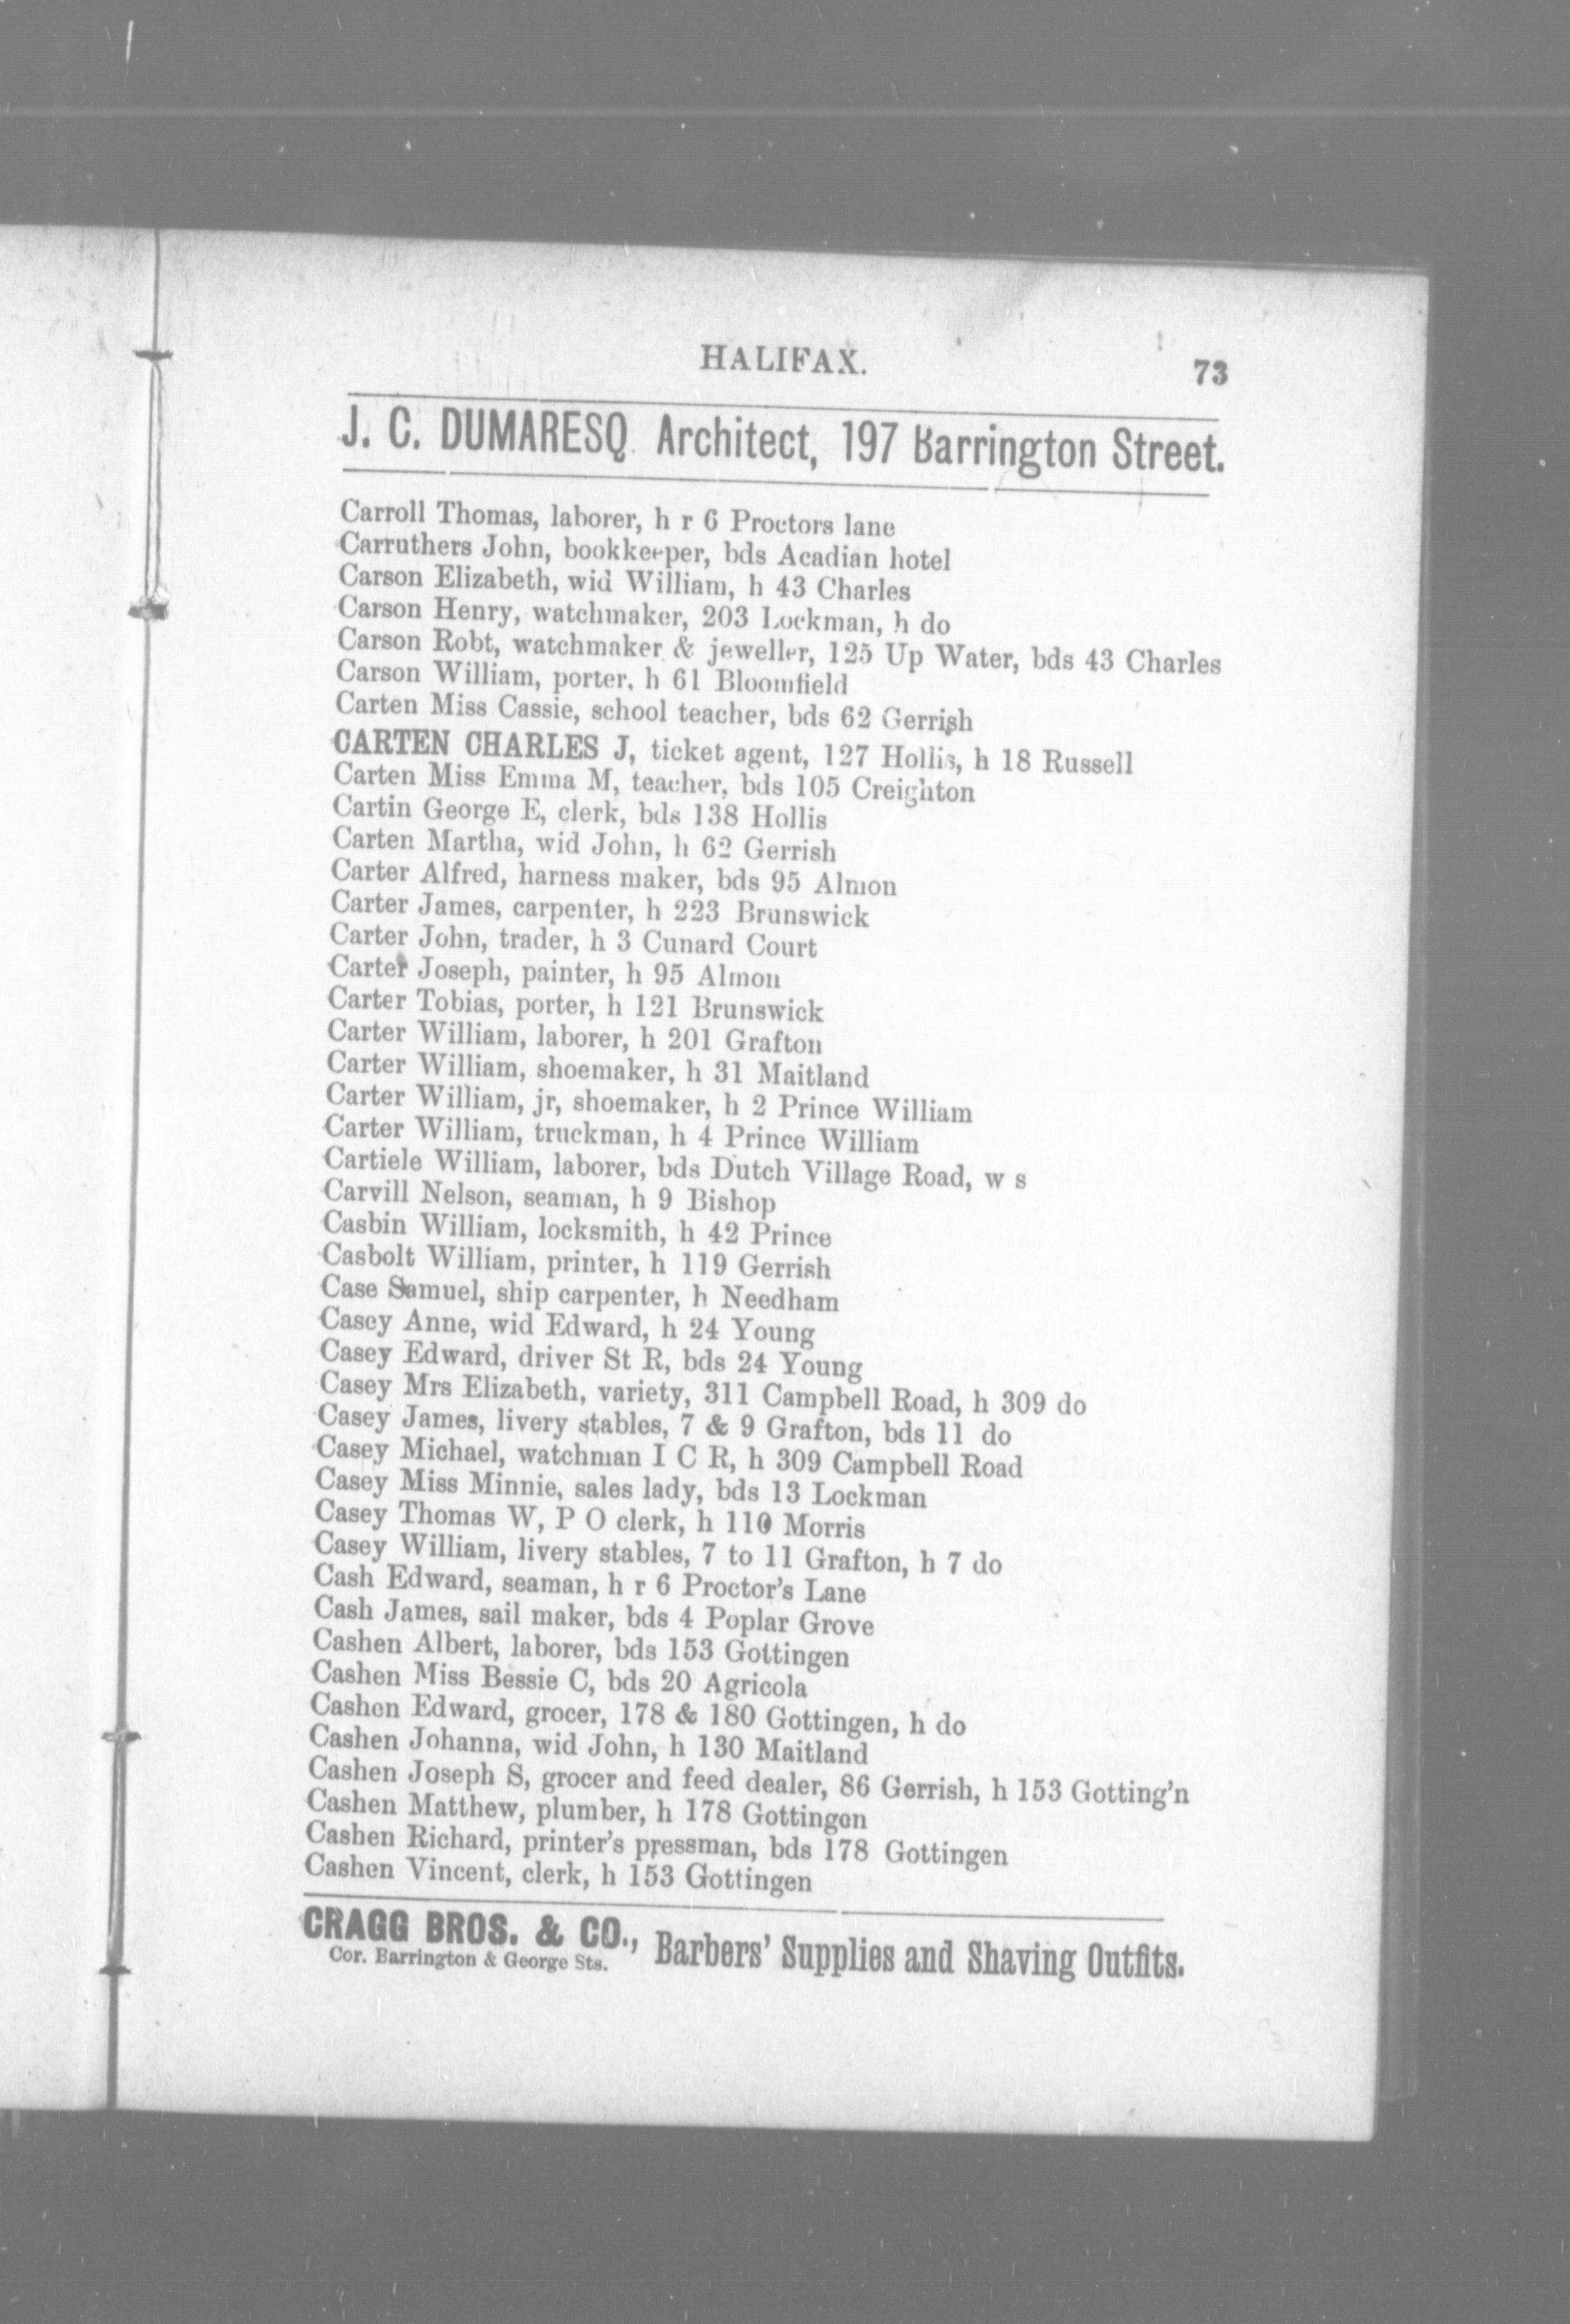 HALIFAX. 73
J. C. DUMARESQ. Architect, 197 Barrington Street.
Carroll Thomas, laborer, h r 6 Proctors lane
Carruthers John, bookkeeper, bds Acadian hotel
Carson Elizabeth, wid William, h 43 Charles
Carson Henry, watchmaker, 203 Lockman, h do
Carson Robt, watchmaker & jeweller, 125 Up Water, bds 43 Charles
Carson William, porter, h 61 Bloomfield
Carten Miss Cassie, school teacher, bds 62 Gerrish
CARTEN CHARLES J, ticket agent, 127 Hollis, h 18 Russell
Carten Miss Emma M, teacher, bds 105 Creighton
Cartin George E, clerk, bds 138 Hollis
Carten Martha, wid John, h 62 Gerrish
Carter Alfred, harness maker, bds 95 Almon
Carter James, carpenter, h 223 Brunswick
Carter John, trader, h 3 Cunard Court
Carter Joseph, painter, h 95 Almon
Carter Tobias, porter, h 121 Brunswick
Carter William, laborer, h 201 Grafton
Carter William, shoemaker, h 31 Maitland
Carter William, jr, shoemaker, h 2 Prince William
Carter William, truckman, h 4 Prince William
Cartiele William, laborer, bds Dutch Village Road, w s
Carvill Nelson, seaman, h 9 Bishop
Casbin William, locksmith, h 42 Prince
Casbolt William, printer, h 119 Gerrish
Case Samuel, ship carpenter, h Needham
Casey Anne, wid Edward, h 24 Young
Casey Edward, driver St R, bds 24 Young
Casey Mrs Elizabeth, variety, 311 Campbell Road, h 309 do
Casey James, livery stables, 7 & 9 Grafton, bds 11 do
Casey Michael, watchman I C R, h 309 Campbell Road
Casey Miss Minnie, sales lady, bds 13 Lockman
Casey Thomas W, P O clerk, h 110 Morris
Casey William, livery stables, 7 to 11 Grafton, h 7 do
Cash Edward, seaman, h r 6 Proctor's Lane
Cash James, sail maker, bds 4 Poplar Grove
Cashen Albert, laborer, bds 153 Gottingen
Cashen Miss Bessie C, bds 20 Agricola
Cashen Edward, grocer, 178 & 180 Gottingen, h do
Cashen Johanna, wid John, h 130 Maitland
Cashen Joseph S, grocer and feed dealer, 86 Gerrish, h 153 Gotting'n
Cashen Matthew, plumber, h 178 Gottingen
Cashen Richard, printer's pressman, bds 178 Gottingen
Cashen Vincent, clerk, h 153 Gottingen
CRAGG BROS. & CO., Barbers' Supplies and Shaving Outfits.
Cor. Barrington & George Sts.